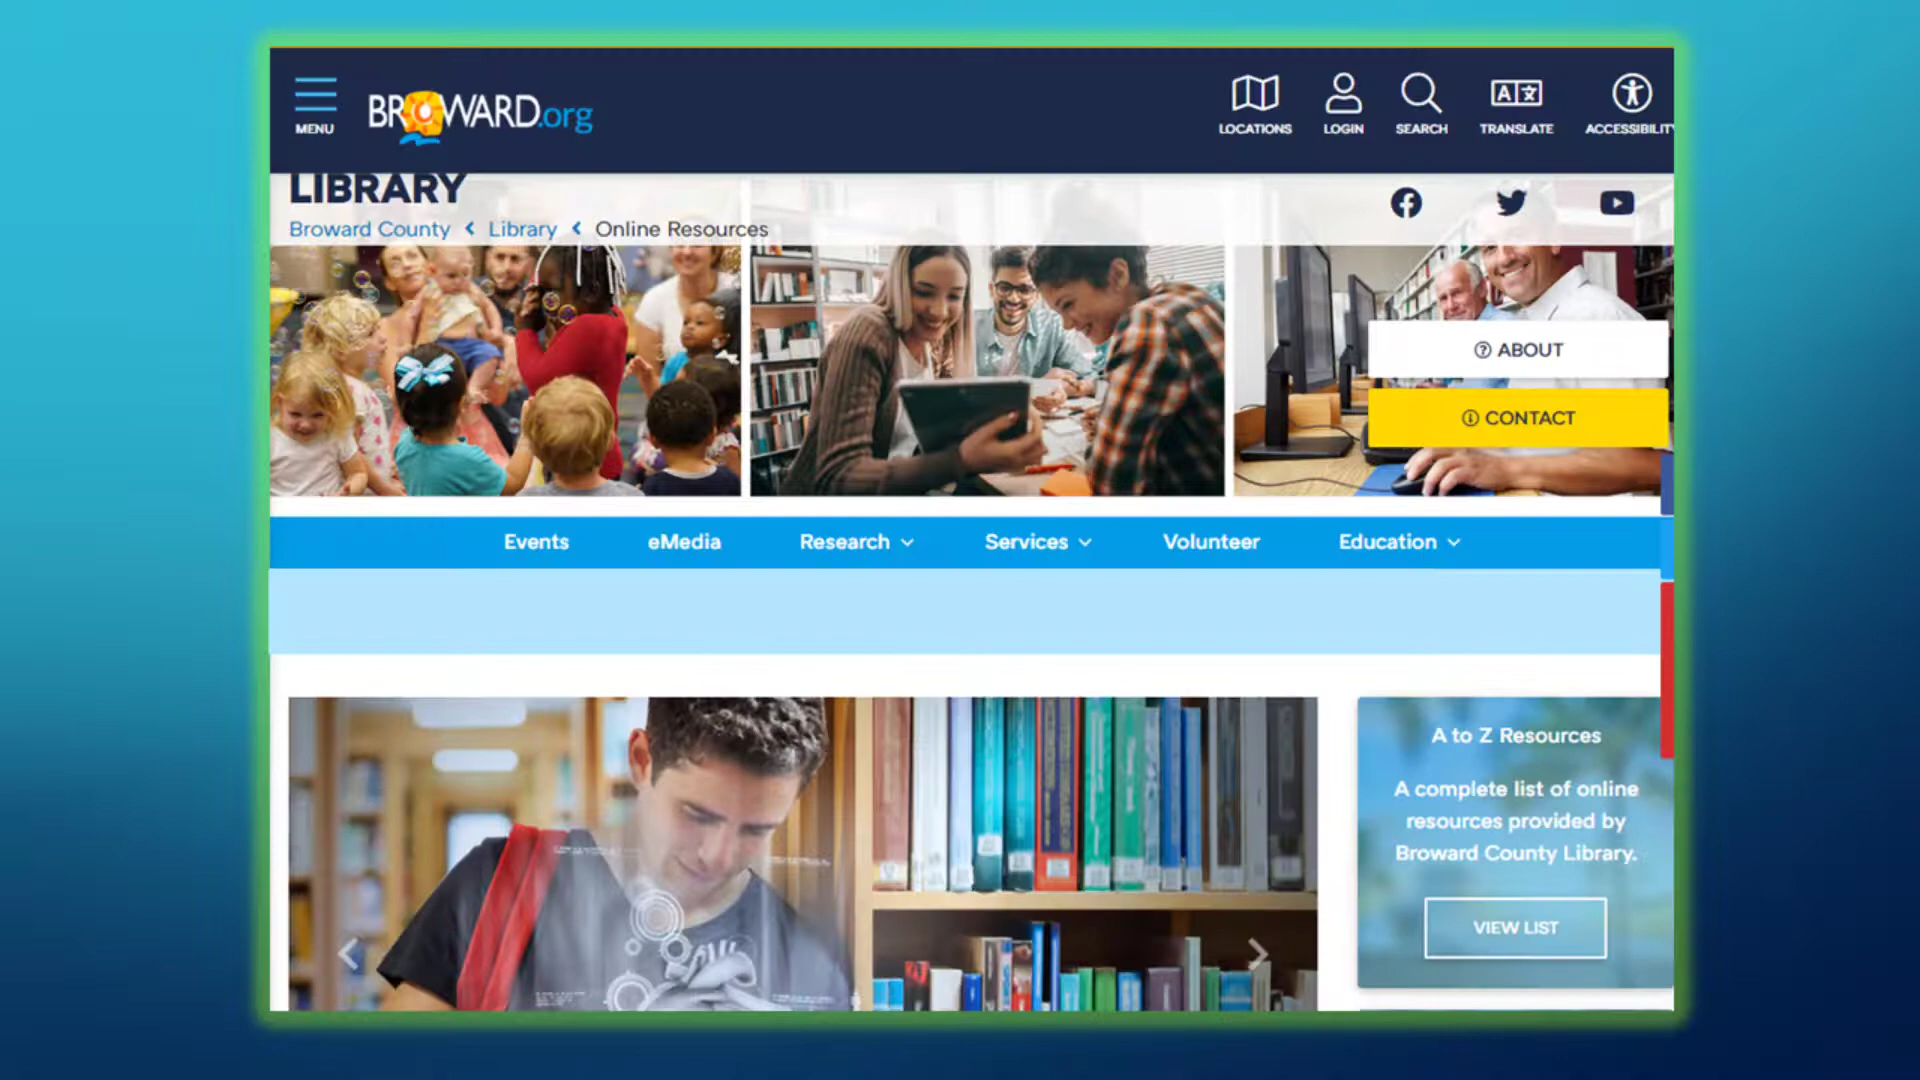 MENU
BROWARD.org
LOCATIONS
LOGIN
SEARCH
TRANSLATE
ACCESSIBILIT
LIBRARY
Broward County
Library
Online Resources
ABOUT
CONTACT
Events
eMedia
Research
Services
Volunteer
Education
A to Z Resources
A complete list of online
resources provided by
Broward County Library.
VIEW LIST